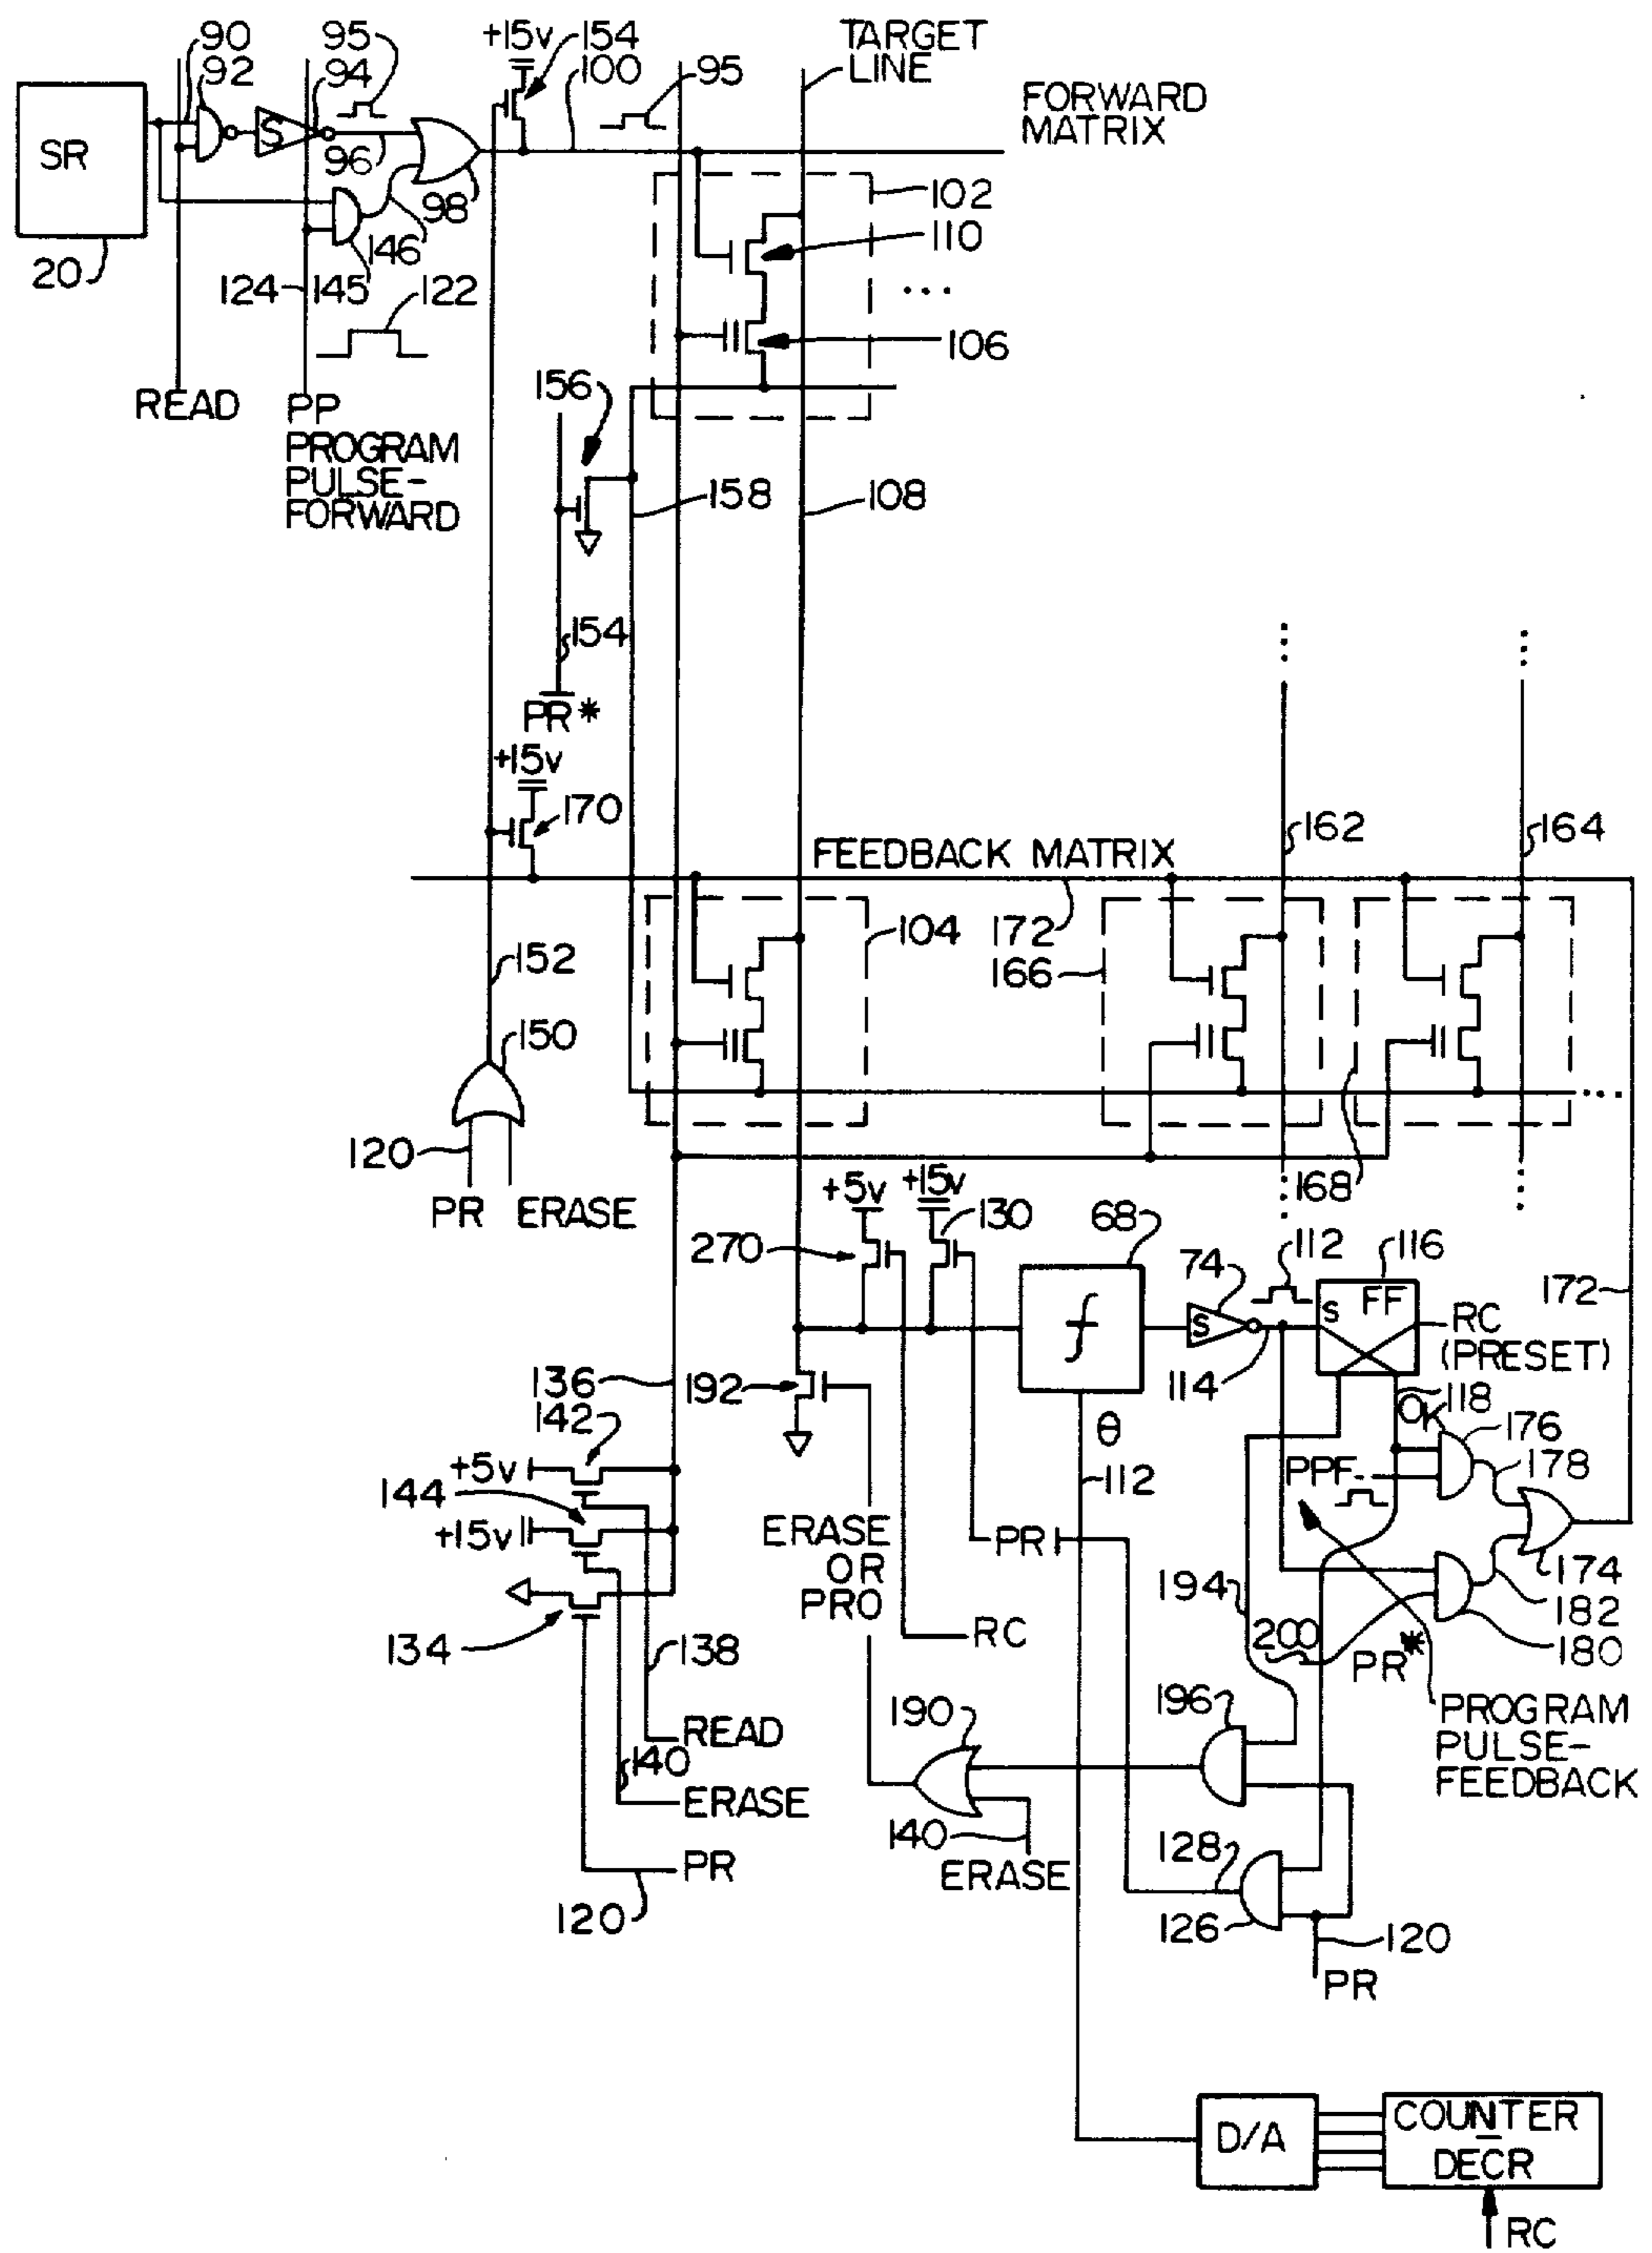 90
92
95
94
+15v
154
100
95
TARGET
LINE
FORWARD
MATRIX
SR
S
96
98
102
110
20
146
124
145
122
...
106
READ
PP
PROGRAM
PULSE-
FORWARD
156
158
108
154
PR*
+15v
170
162
164
FEEDBACK MATRIX
104
172
166
152
150
120
PR
ERASE
168
+5v
+15v
130
270
68
74
112
116
S
S
FF
RC
(PRESET)
172
114
136
192
142
+5v
θ
112
OK
118
176
PPF
178
144
+15v
ERASE
OR
PRO
PR
194
174
182
200
180
PR*
134
138
RC
196
190
PROGRAM
PULSE-
FEEDBACK
READ
140
ERASE
140
ERASE
128
PR
120
126
120
PR
D/A
COUNTER
DECR
RC